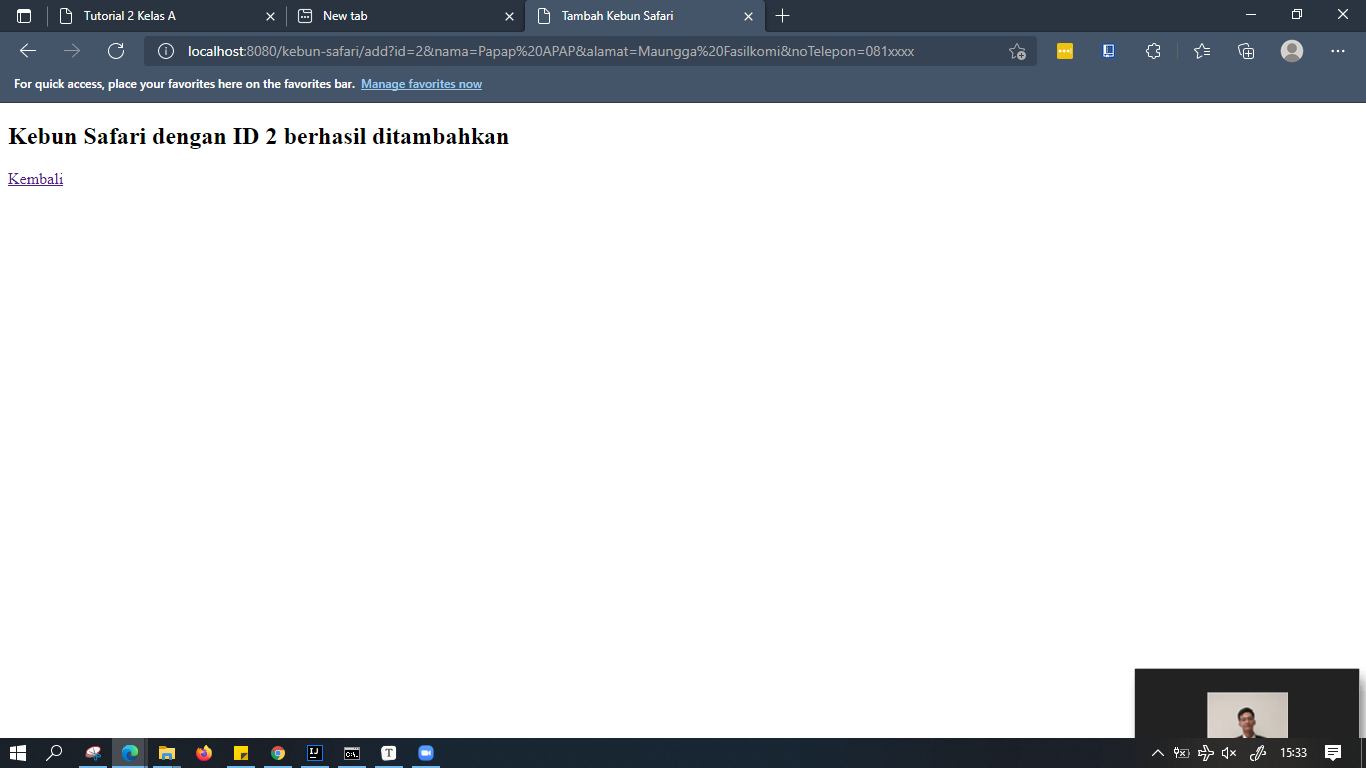 Tutorial 2 Kelas A
New tab
Tambah Kebun Safari
localhost:8080/kebun-safari/add?id=2&nama=Papap%20APAP&alamat=Maungga%20Fasilkomi&noTelepon=081xxxx
For quick access, place your favorites here on the favorites bar. Manage favorites now
Kebun Safari dengan ID 2 berhasil ditambahkan
Kembali
IJ
C:\.
T
15:33